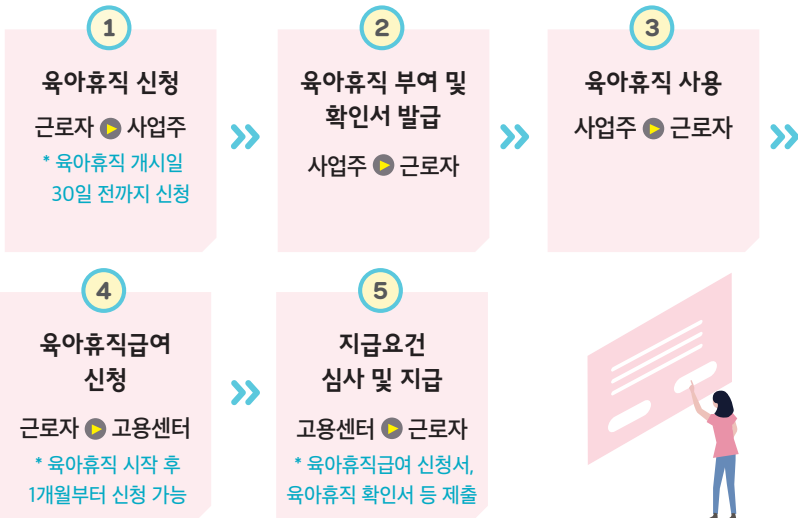 1
육아휴직 신청
근로자 ▶ 사업주
* 육아휴직 개시일
30일 전까지 신청
2
육아휴직 부여 및
확인서 발급
사업주 ▶ 근로자
3
육아휴직 사용
사업주 ▶ 근로자
4
육아휴직급여
신청
근로자 ▶ 고용센터
* 육아휴직 시작 후
1개월부터 신청 가능
5
지급요건
심사 및 지급
고용센터 ▶ 근로자
* 육아휴직급여 신청서,
육아휴직 확인서 등 제출